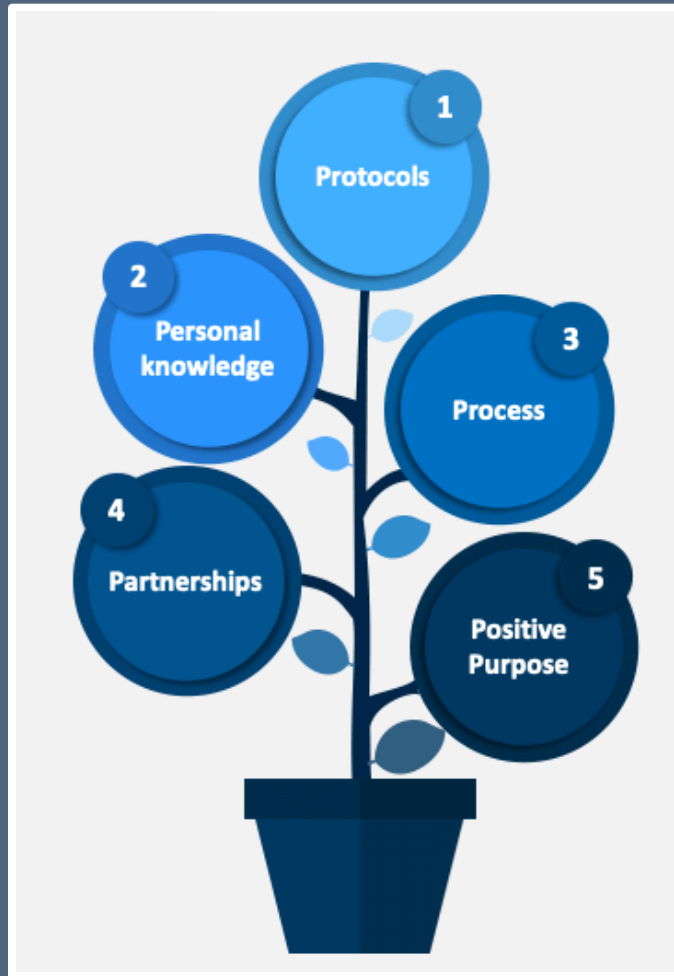 1
Protocols
2
Personal
knowledge
3
Process
4
Partnerships
5
Positive
Purpose